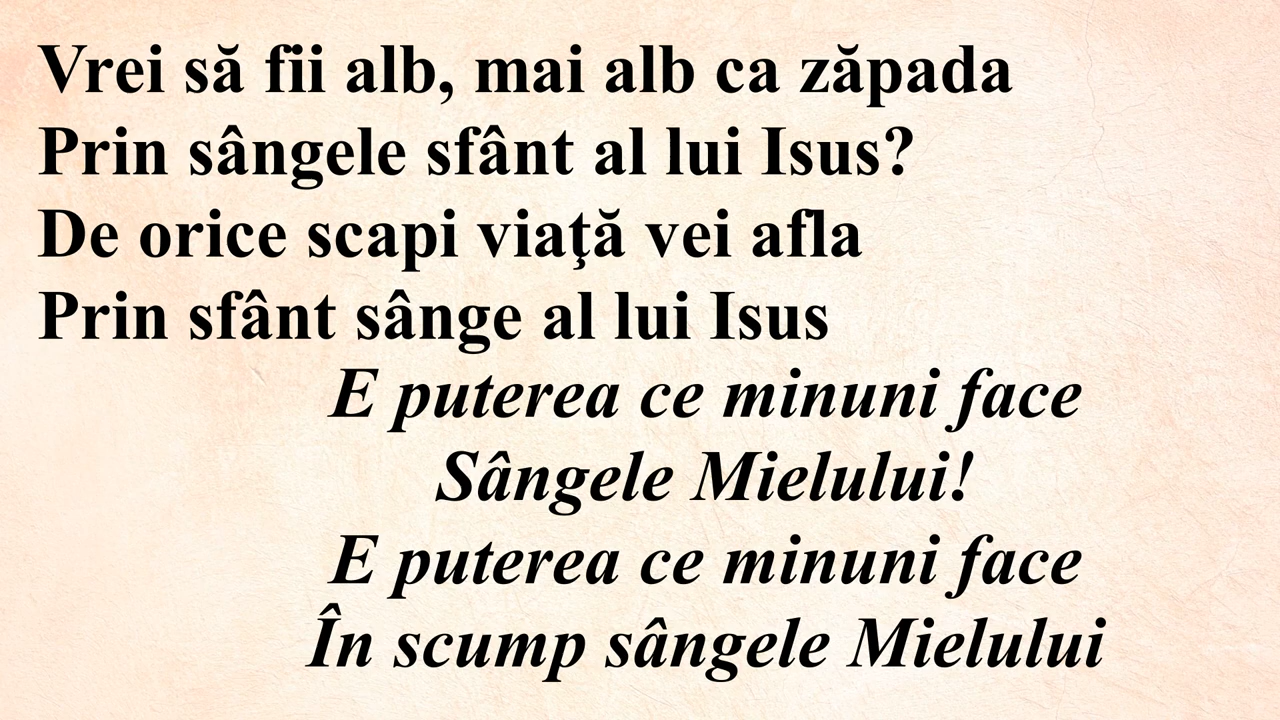 Vrei să fii alb, mai alb ca zăpada
Prin sângele sfânt al lui Isus?
De orice scapi viaţă vei afla
Prin sfânt sânge al lui Isus
E puterea ce minuni face
Sângele Mielului!
E puterea ce minuni face
În scump sângele Mielului